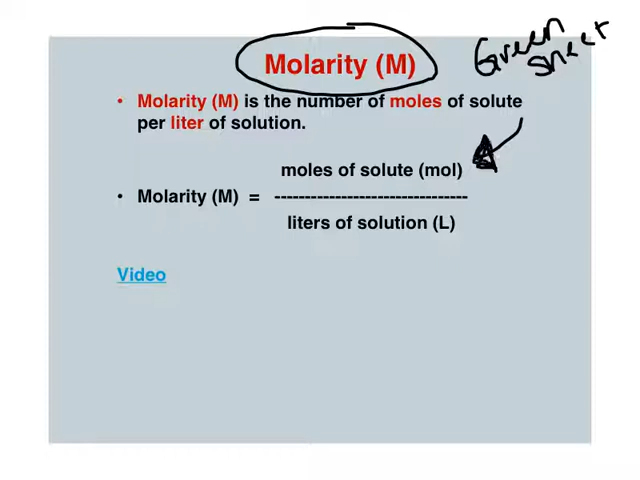 Molarity (M)
Green
sheet
• Molarity (M) is the number of moles of solute
per liter of solution.
moles of solute (mol)
• Molarity (M) = --------------------------------
liters of solution (L)
Video